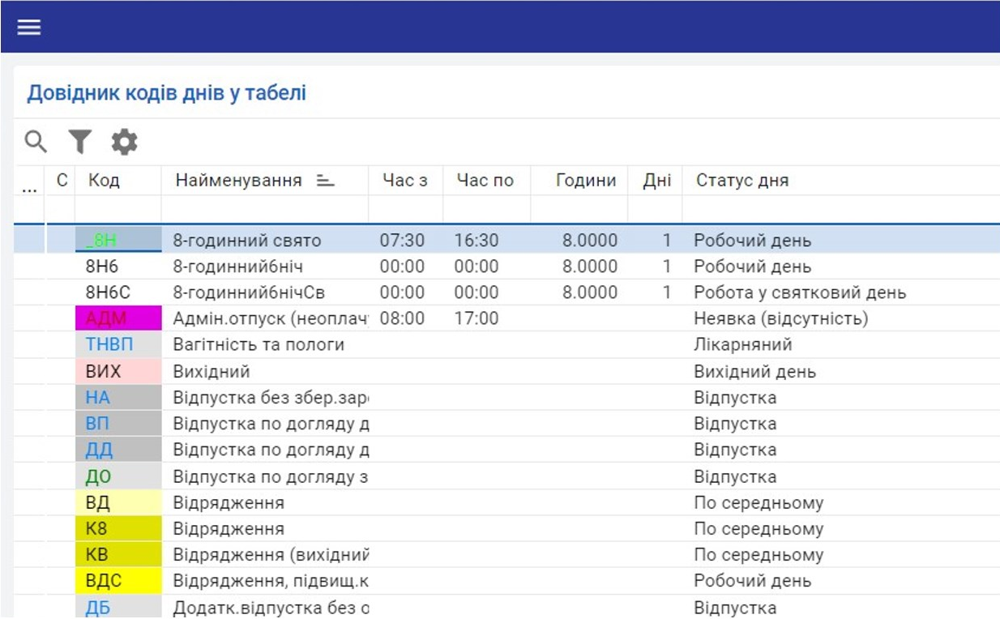 Довідник кодів днів у табелі
... С Код Найменування Час з Час по Години Дні Статус дня
_8Н 8-годинний свято 07:30 16:30 8.0000 1 Робочий день
8Н6 8-годинний6ніч 00:00 00:00 8.0000 1 Робочий день
8Н6С 8-годинний6нічСв 00:00 00:00 8.0000 1 Робота у святковий день
АДМ Адмін.отпуск (неоплач 08:00 17:00 Неявка (відсутність)
ТНВП Вагітність та пологи Лікарняний
ВИХ Вихідний Вихідний день
НА Відпустка без збер.зар Відпустка
ВП Відпустка по догляду д Відпустка
ДД Відпустка по догляду д Відпустка
ДО Відпустка по догляду з Відпустка
ВД Відрядження По середньому
К8 Відрядження По середньому
КВ Відрядження (вихідний По середньому
ВДС Відрядження, підвищ.к Робочий день
ДБ Додатк.відпустка без о Відпустка